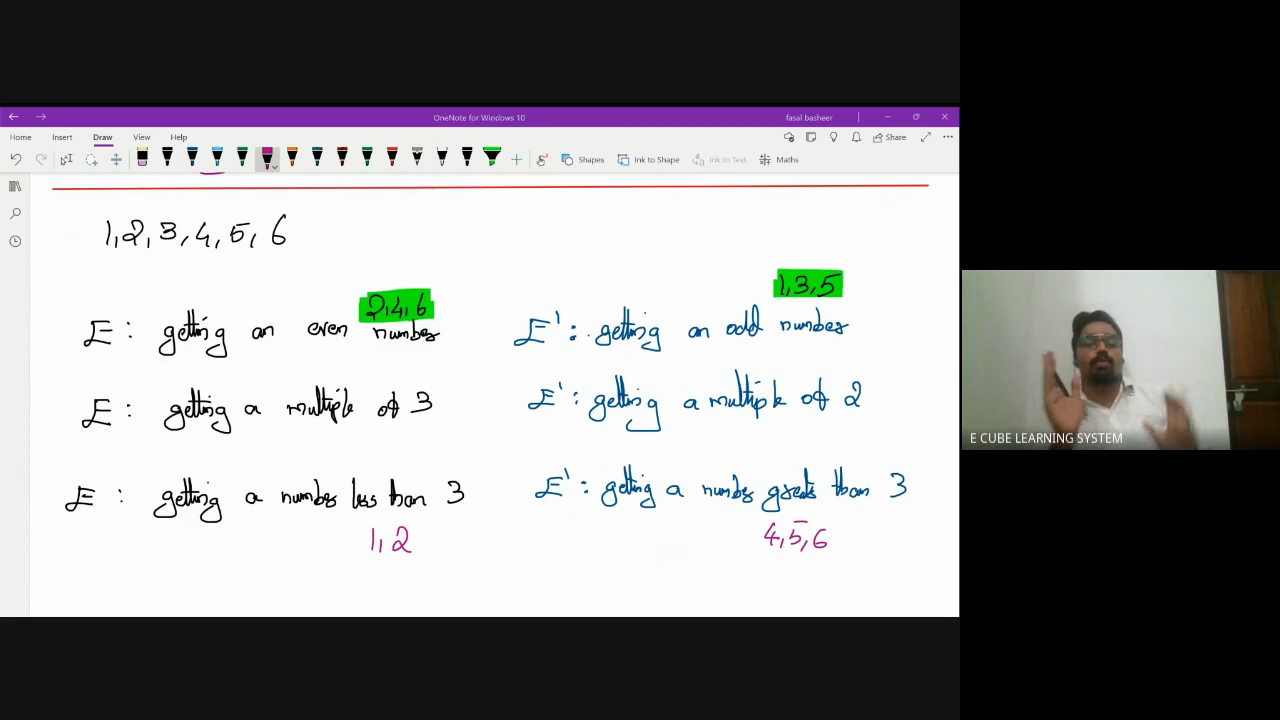 OneNote for Windows 10
fasal basheer
Home Insert Draw View Help
Share
Shapes Ink to Shape Ink to Text Maths
1,2,3,4,5,6
2,4,6
1,3,5
E: getting an even number
E': getting an odd number
E: getting a multiple of 3
E': getting a multiple of 2
E: getting a number less than 3
E': getting a number greater than 3
1,2
4,5,6
E CUBE LEARNING SYSTEM